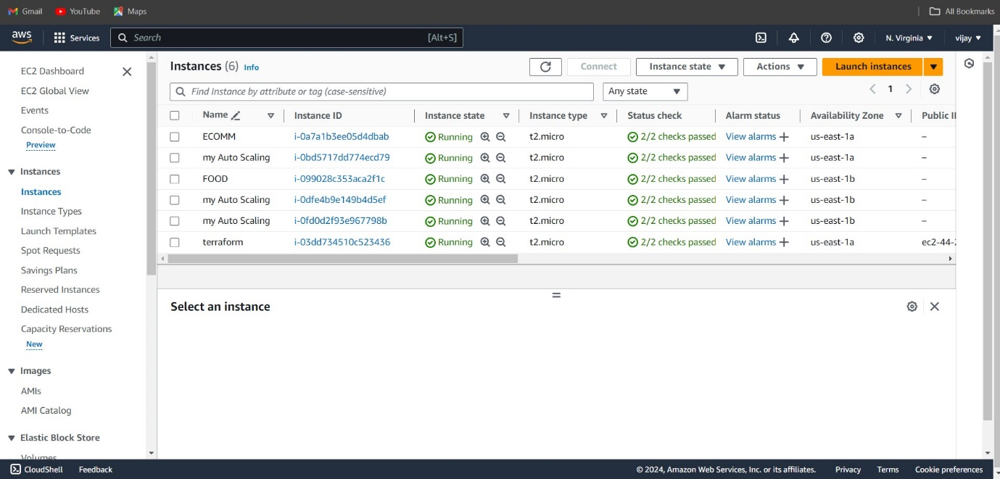 Gmail YouTube Maps All Bookmarks
aws Services Search [Alt+S] N. Virginia vijay
EC2 Dashboard
EC2 Global View
Events
Console-to-Code
Preview
Instances
Instances
Instance Types
Launch Templates
Spot Requests
Savings Plans
Reserved Instances
Dedicated Hosts
Capacity Reservations
New
Images
AMIs
AMI Catalog
Elastic Block Store
Volumes
Instances (6) Info Connect Instance state Actions Launch instances
Find Instance by attribute or tag (case-sensitive) Any state 1
Name Instance ID Instance state Instance type Status check Alarm status Availability Zone Public
ECOMM i-0a7a1b3ee05d4dbab Running t2.micro 2/2 checks passed View alarms + us-east-1a –
my Auto Scaling i-0bd5717dd774ecd79 Running t2.micro 2/2 checks passed View alarms + us-east-1a –
FOOD i-099028c353aca2f1c Running t2.micro 2/2 checks passed View alarms + us-east-1b –
my Auto Scaling i-0dfe4b9e149b4d5ef Running t2.micro 2/2 checks passed View alarms + us-east-1b –
my Auto Scaling i-0fd0d2f93e967798b Running t2.micro 2/2 checks passed View alarms + us-east-1b –
terraform i-03dd734510c523436 Running t2.micro 2/2 checks passed View alarms + us-east-1a ec2-44-
Select an instance
CloudShell Feedback © 2024, Amazon Web Services, Inc. or its affiliates. Privacy Terms Cookie preferences